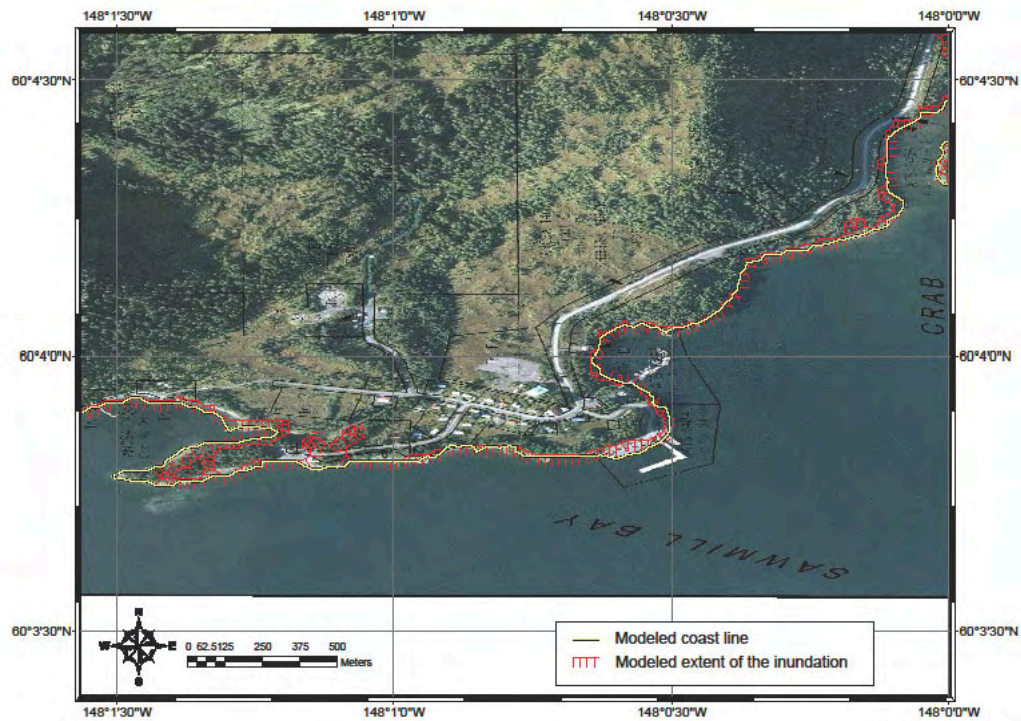 148°1'30"W 148°1'0"W 148°0'30"W 148°0'0"W
60°4'30"N 60°4'30"N
CRAB
60°4'0"N 60°4'0"N
SAWMILL BAY
60°3'30"N 60°3'30"N
N
W E
S
0 62.5125 250 375 500
Meters
Modeled coast line
Modeled extent of the inundation
148°1'30"W 148°1'0"W 148°0'30"W 148°0'0"W